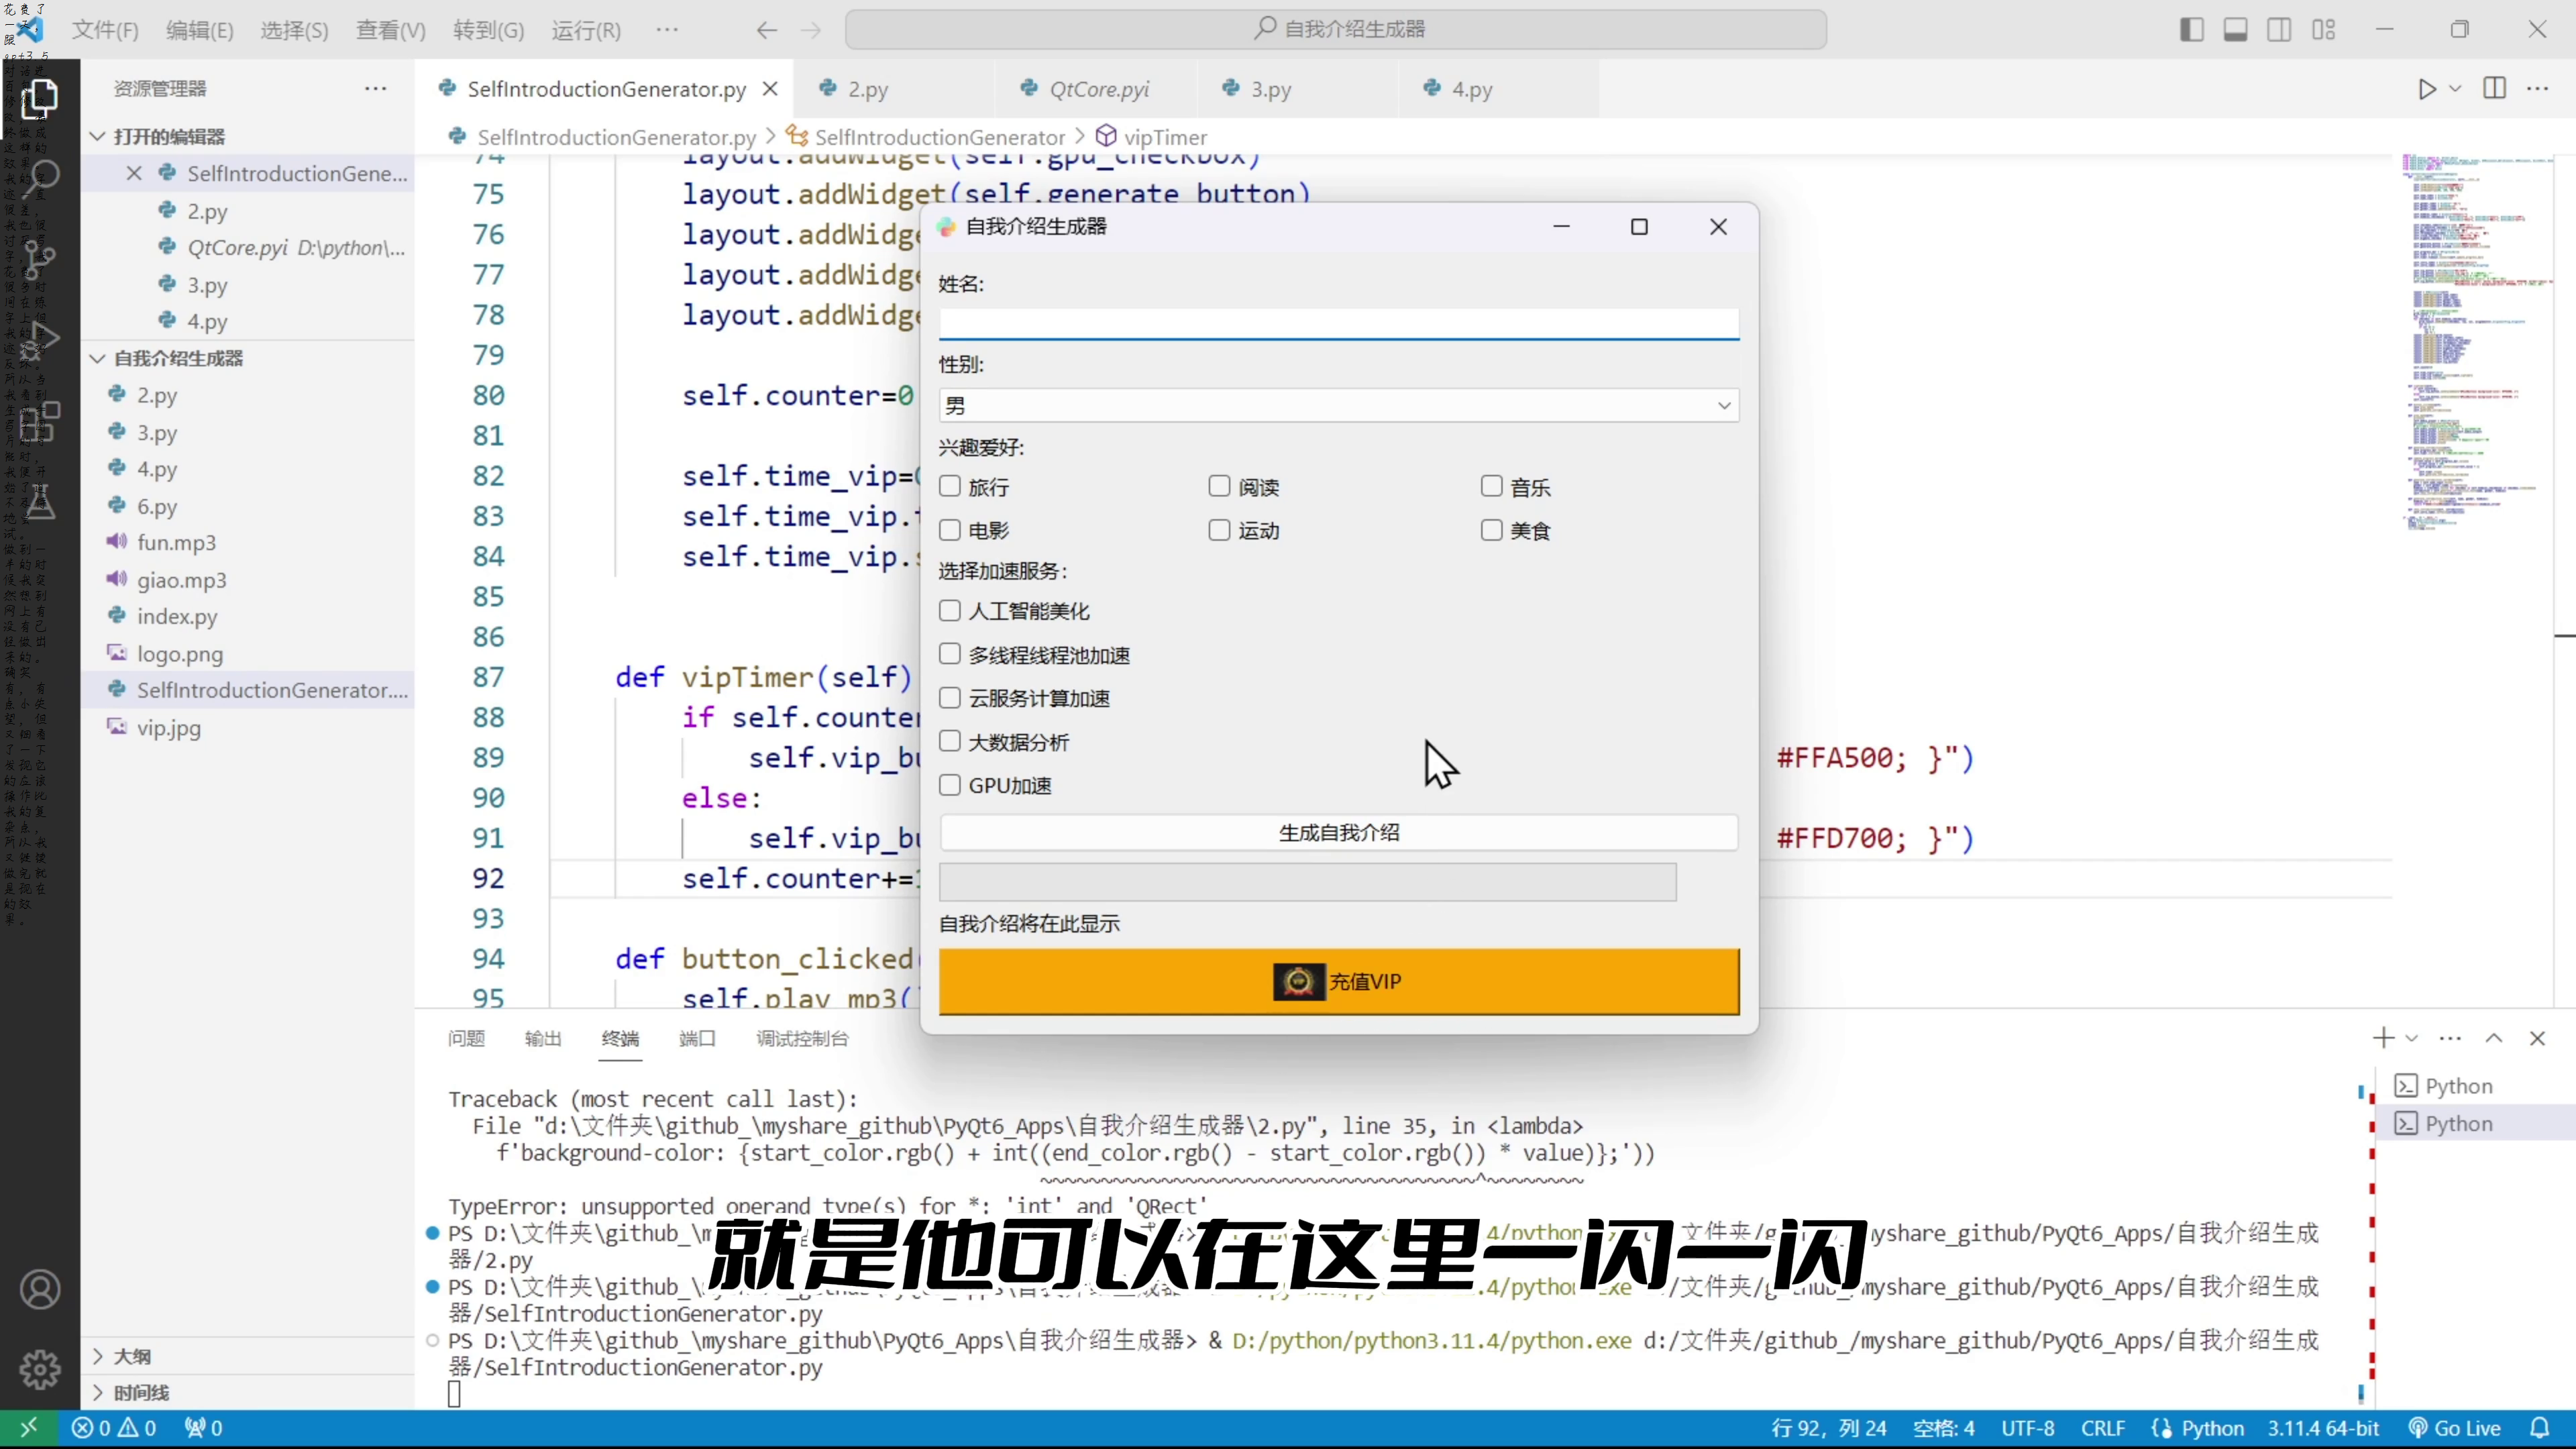 文件(F) 编辑(E) 选择(S) 查看(V) 转到(G) 运行(R) ···
自我介绍生成器
资源管理器
打开的编辑器
SelfIntroductionGene...
2.py
QtCore.pyi D:\python\...
3.py
4.py
自我介绍生成器
2.py
3.py
4.py
6.py
fun.mp3
giao.mp3
index.py
logo.png
SelfIntroductionGenerator....
vip.jpg
大纲
时间线
SelfIntroductionGenerator.py 2.py QtCore.pyi 3.py 4.py
SelfIntroductionGenerator.py > SelfIntroductionGenerator > vipTimer
74 layout.addWidget(self.gpu_checkbox)
75 layout.addWidget(self.generate_button)
76 layout.addWidge
77 layout.addWidge
78 layout.addWidge
79
80 self.counter=0
81
82 self.time_vip=
83 self.time_vip.
84 self.time_vip.
85
86
87 def vipTimer(self)
88 if self.counter
89 self.vip_bu #FFA500; }")
90 else:
91 self.vip_bu #FFD700; }")
92 self.counter+=1
93
94 def button_clicked(
95 self.play_mp3(
自我介绍生成器
姓名:
性别:
男
兴趣爱好:
旅行 阅读 音乐
电影 运动 美食
选择加速服务:
人工智能美化
多线程线程池加速
云服务计算加速
大数据分析
GPU加速
生成自我介绍
自我介绍将在此显示
充值VIP
问题 输出 终端 端口 调试控制台
Traceback (most recent call last):
File "d:\文件夹\github_\myshare_github\PyQt6_Apps\自我介绍生成器\2.py", line 35, in <lambda>
f'background-color: {start_color.rgb() + int((end_color.rgb() - start_color.rgb()) * value)};'))
~~~~~~~~~~~~~~~~~~~~~~~~~~~~~~~~~~~~~^~~~~~~~
TypeError: unsupported operand type(s) for *: 'int' and 'QRect'
PS D:\文件夹\github_\m 4/python 文件夹/github_/myshare_github/PyQt6_Apps/自我介绍生成
器/2.py
PS D:\文件夹\github_\ 4/python.exe 文件夹/github_/myshare_github/PyQt6_Apps/自我介绍生成
器/SelfIntroductionGenerator.py
PS D:\文件夹\github_\myshare_github\PyQt6_Apps\自我介绍生成器> & D:/python/python3.11.4/python.exe d:/文件夹/github_/myshare_github/PyQt6_Apps/自我介绍生成
器/SelfIntroductionGenerator.py
就是他可以在这里一闪一闪
Python
Python
0 0 0
行 92，列 24 空格: 4 UTF-8 CRLF Python 3.11.4 64-bit Go Live